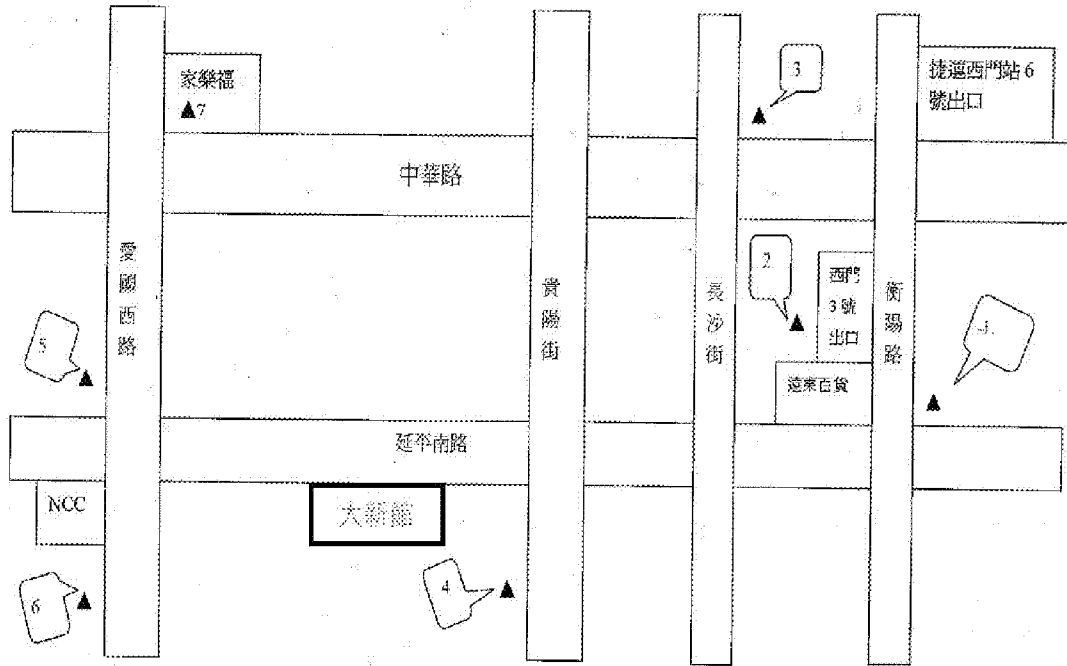 家樂福
▲7
3
捷運西門站 6
號出口
中華路
愛國西路
貴陽街
長沙街
2
西門
3 號
出口
衡陽路
1.
5
遠東百貨
延平南路
NCC
大新館
4
6